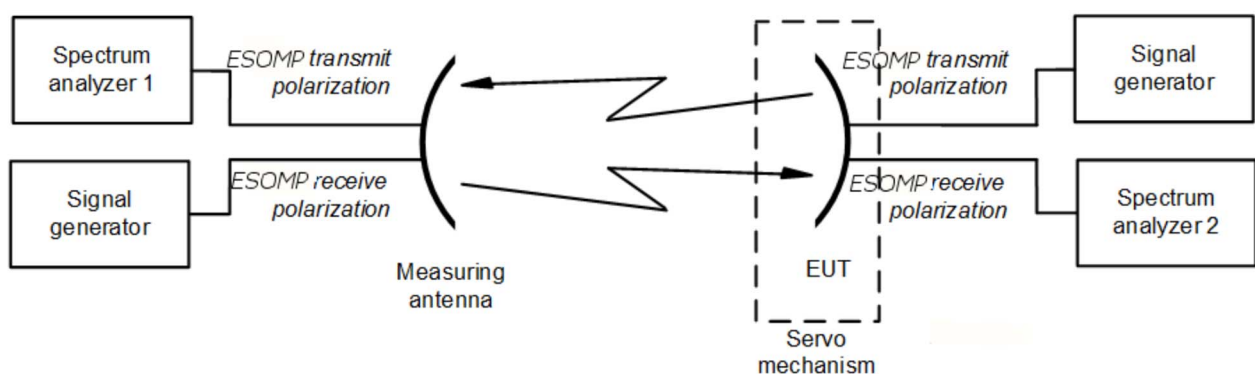 Spectrum
analyzer 1
ESOMP transmit
polarization
ESOMP transmit
polarization
Signal
generator
Signal
generator
ESOMP receive
polarization
ESOMP receive
polarization
Spectrum
analyzer 2
Measuring
antenna
EUT
Servo
mechanism